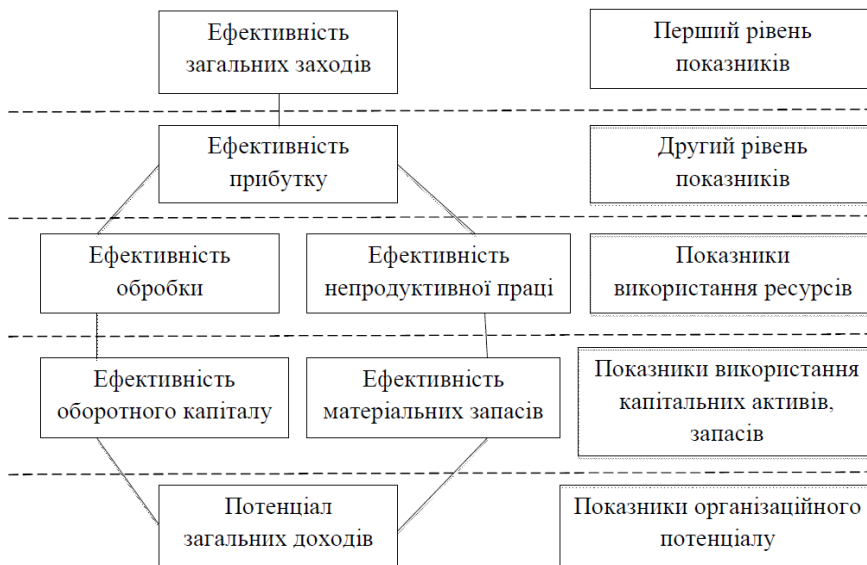 Ефективність
загальних заходів
Перший рівень
показників
Ефективність
прибутку
Другий рівень
показників
Ефективність
обробки
Ефективність
непродуктивної праці
Показники
використання ресурсів
Ефективність
оборотного капіталу
Ефективність
матеріальних запасів
Показники використання
капітальних активів,
запасів
Потенціал
загальних доходів
Показники організаційного
потенціалу